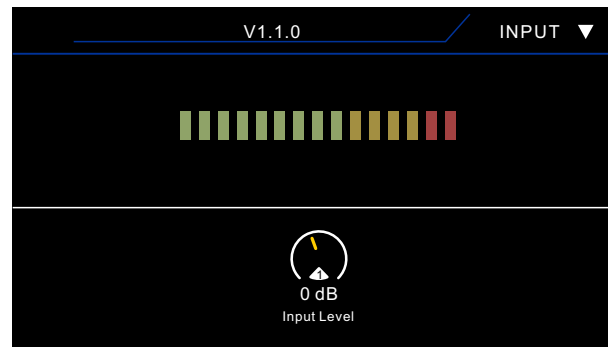 V1.1.0
INPUT ▼
1
0 dB
Input Level